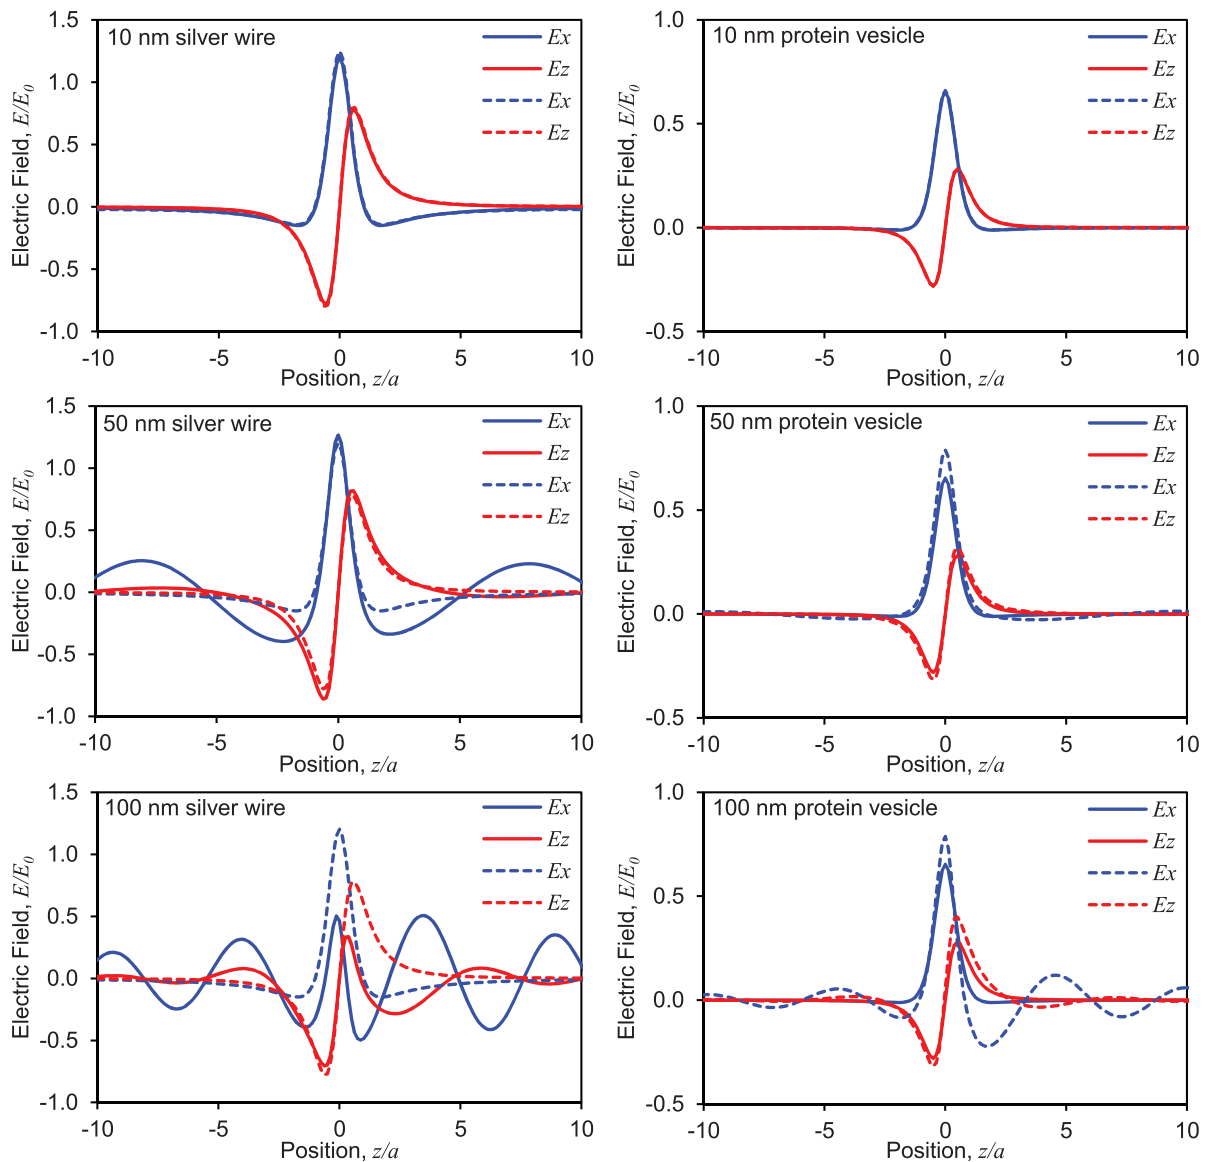 10 nm silver wire
Ex
Ez
Ex
Ez
Electric Field, E/E0
1.5
1.0
0.5
0.0
-0.5
-1.0
-10
-5
0
5
10
Position, z/a
10 nm protein vesicle
Ex
Ez
Ex
Ez
Electric Field, E/E0
1.0
0.5
0.0
-0.5
-10
-5
0
5
10
Position, z/a
50 nm silver wire
Ex
Ez
Ex
Ez
Electric Field, E/E0
1.5
1.0
0.5
0.0
-0.5
-1.0
-10
-5
0
5
10
Position, z/a
50 nm protein vesicle
Ex
Ez
Ex
Ez
Electric Field, E/E0
1.0
0.5
0.0
-0.5
-10
-5
0
5
10
Position, z/a
100 nm silver wire
Ex
Ez
Ex
Ez
Electric Field, E/E0
1.5
1.0
0.5
0.0
-0.5
-1.0
-10
-5
0
5
10
Position, z/a
100 nm protein vesicle
Ex
Ez
Ex
Ez
Electric Field, E/E0
1.0
0.5
0.0
-0.5
-10
-5
0
5
10
Position, z/a